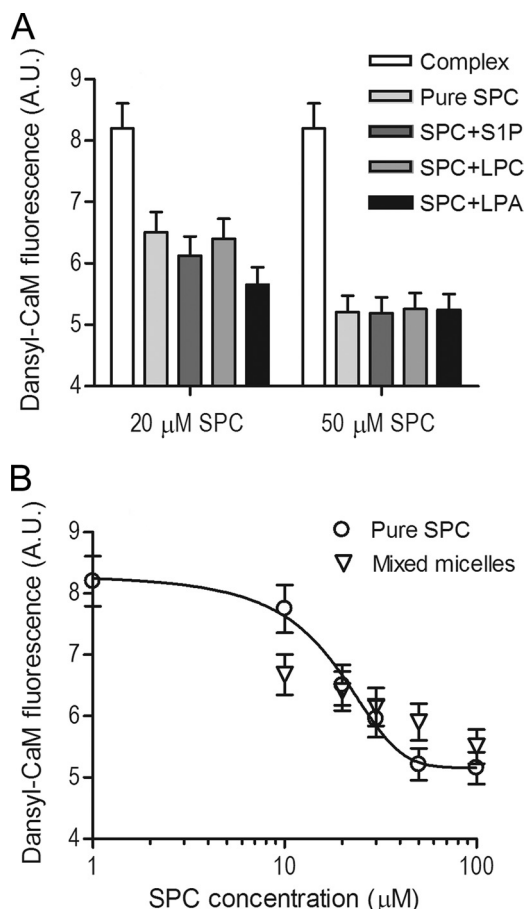 A
Dansyl-CaM fluorescence (A.U.)
9
8
7
6
5
4
Complex
Pure SPC
SPC+S1P
SPC+LPC
SPC+LPA
20 μM SPC
50 μM SPC
B
Dansyl-CaM fluorescence (A.U.)
9
8
7
6
5
4
Pure SPC
Mixed micelles
1
10
100
SPC concentration (μM)